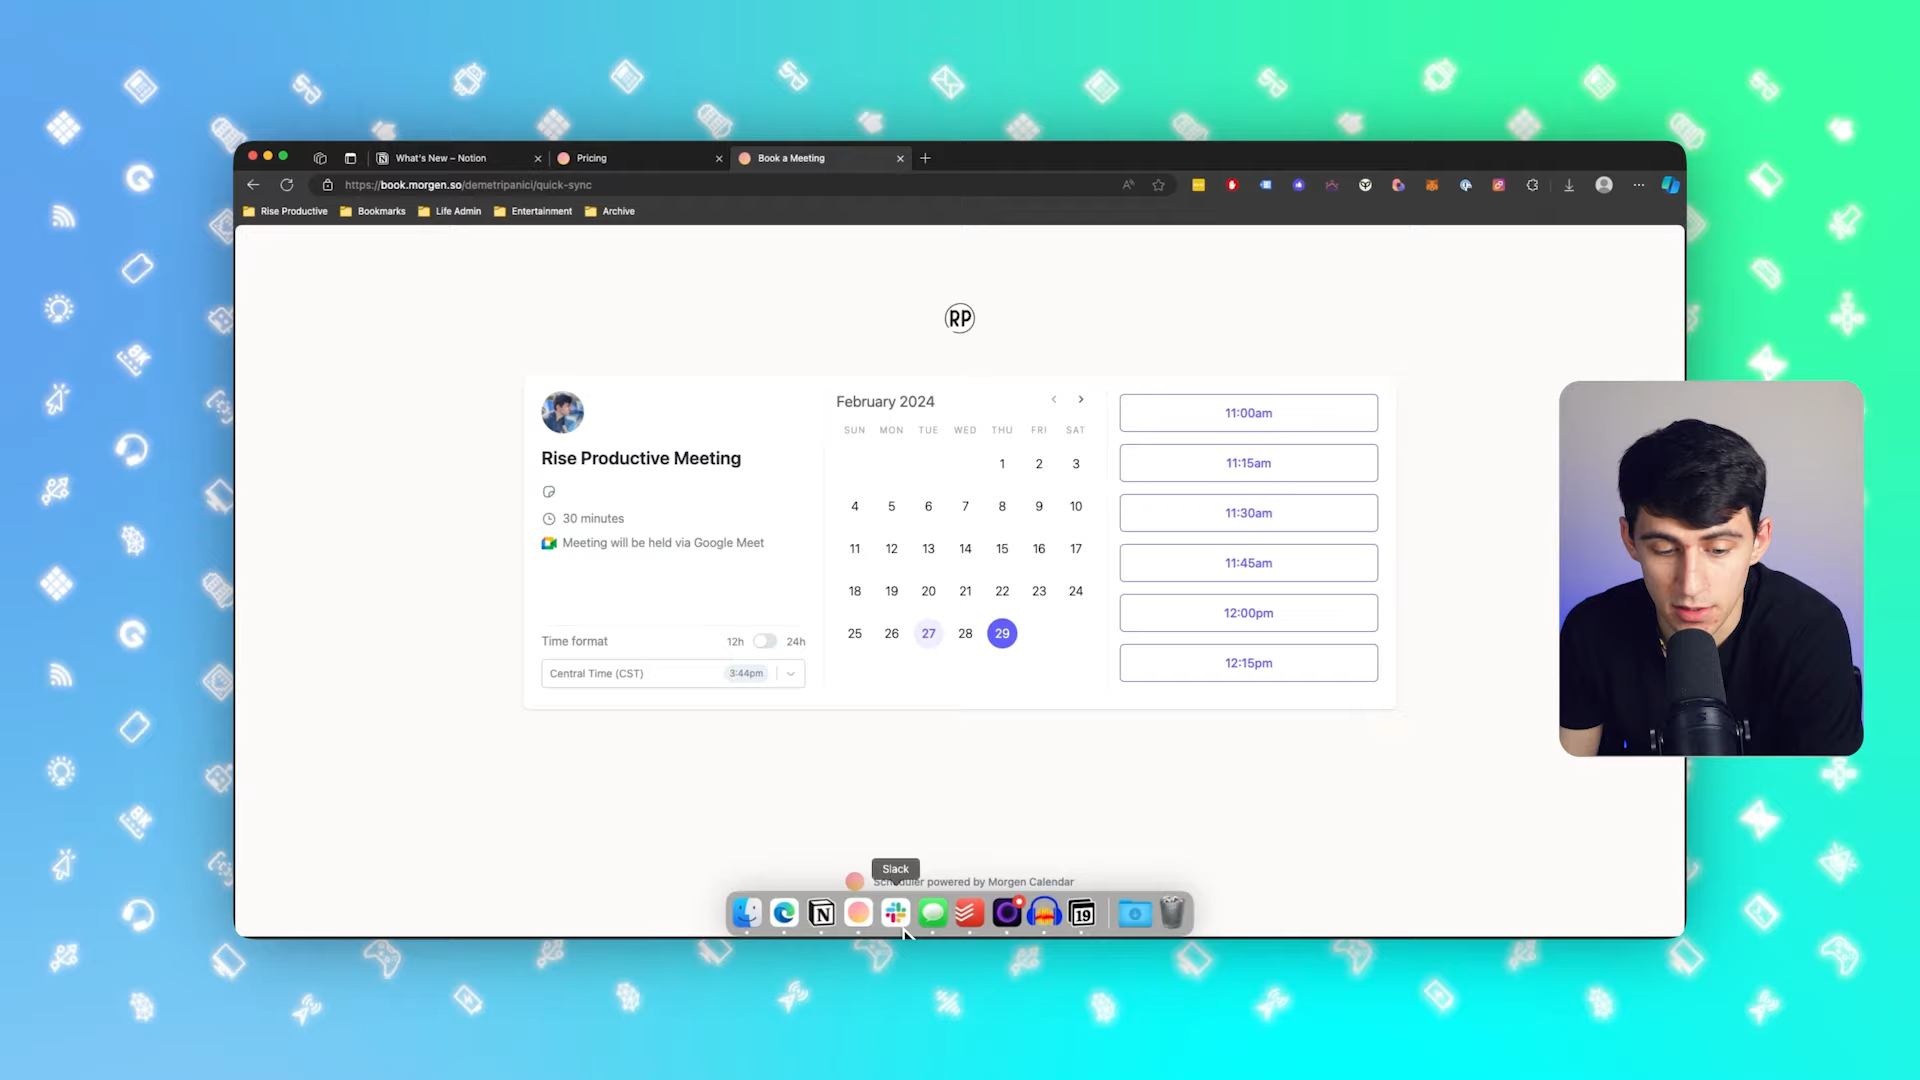 What's New – Notion
Pricing
Book a Meeting
https://book.morgen.so/demetripanici/quick-sync
Rise Productive
Bookmarks
Life Admin
Entertainment
Archive
RP
Rise Productive Meeting
30 minutes
Meeting will be held via Google Meet
Time format
12h
24h
Central Time (CST)
3:44pm
February 2024
SUN MON TUE WED THU FRI SAT
1 2 3
4 5 6 7 8 9 10
11 12 13 14 15 16 17
18 19 20 21 22 23 24
25 26 27 28 29
11:00am
11:15am
11:30am
11:45am
12:00pm
12:15pm
Slack
powered by Morgen Calendar
19